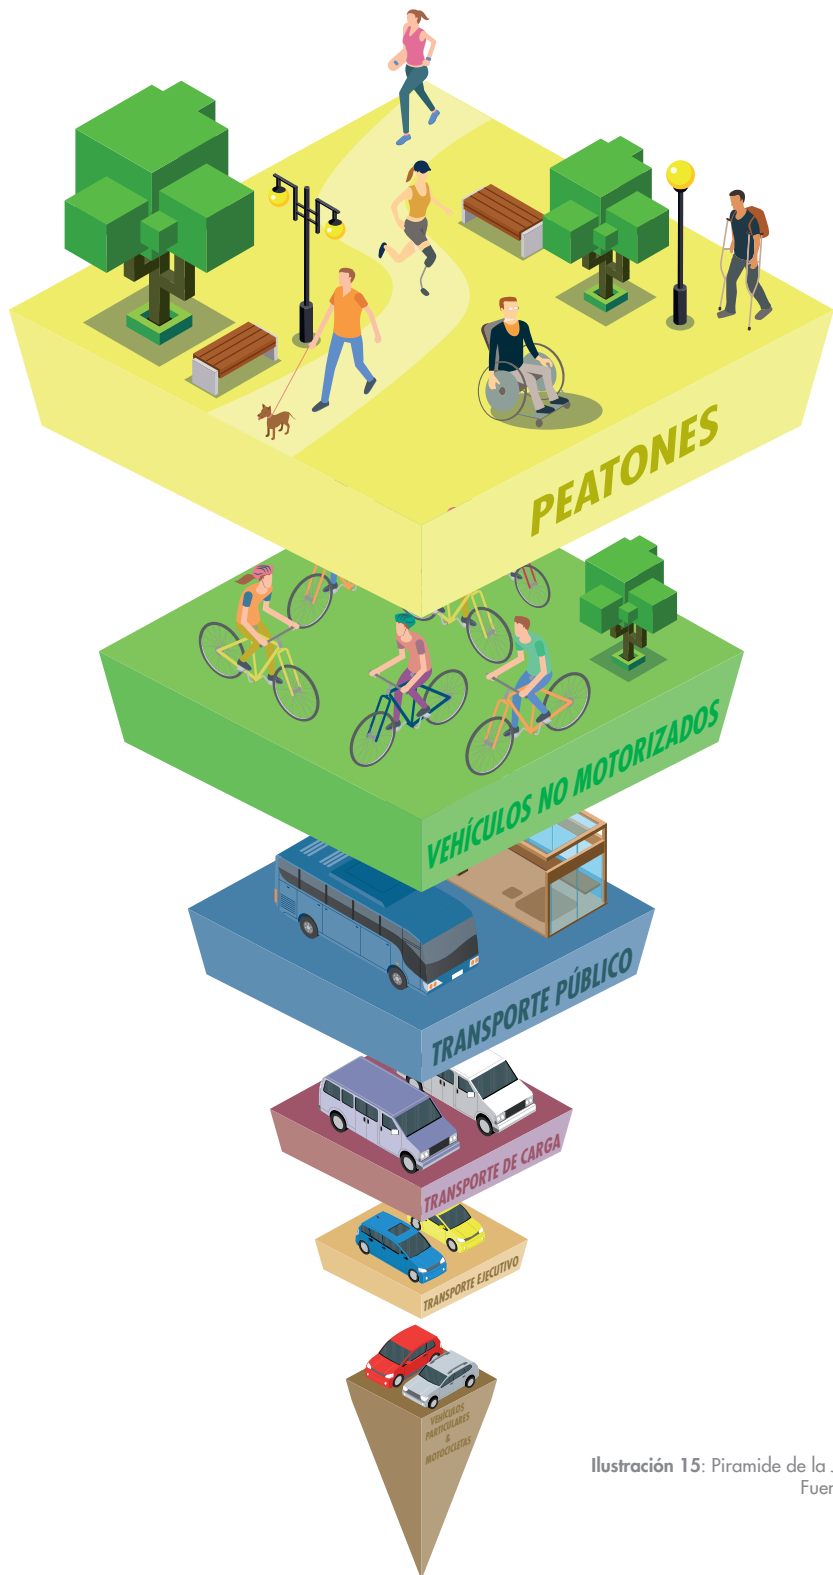 PEATONES
VEHÍCULOS NO MOTORIZADOS
TRANSPORTE PÚBLICO
TRANSPORTE DE CARGA
TRANSPORTE EJECUTIVO
VEHÍCULOS
PARTICULARES
&
MOTOCICLETAS
Ilustración 15: Piramide de la
Fuen